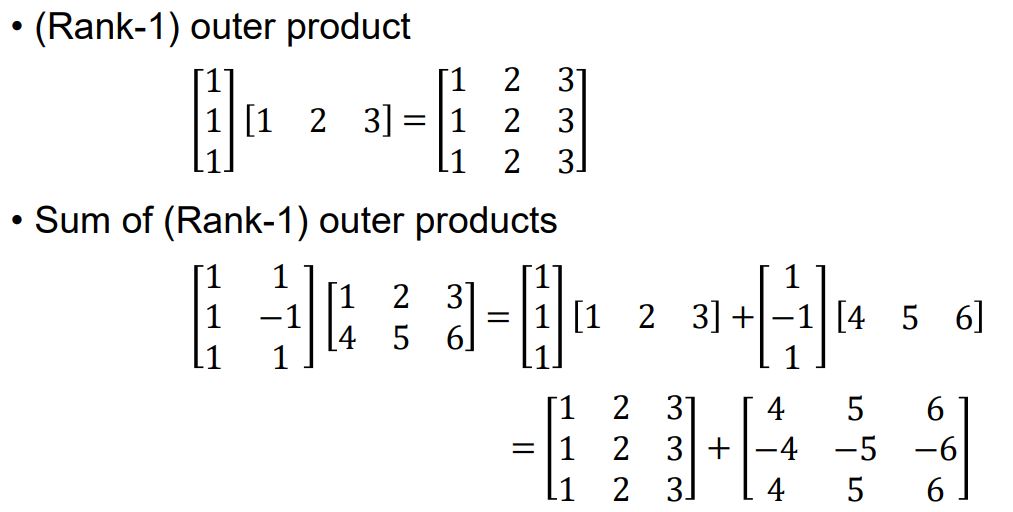 • (Rank-1) outer product
[1 1 1]ᵀ [1 2 3] = [1 2 3; 1 2 3; 1 2 3]
• Sum of (Rank-1) outer products
[1 1; 1 −1; 1 1] [1 2 3; 4 5 6] = [1; 1; 1] [1 2 3] + [1; −1; 1] [4 5 6]
= [1 2 3; 1 2 3; 1 2 3] + [4 5 6; −4 −5 −6; 4 5 6]